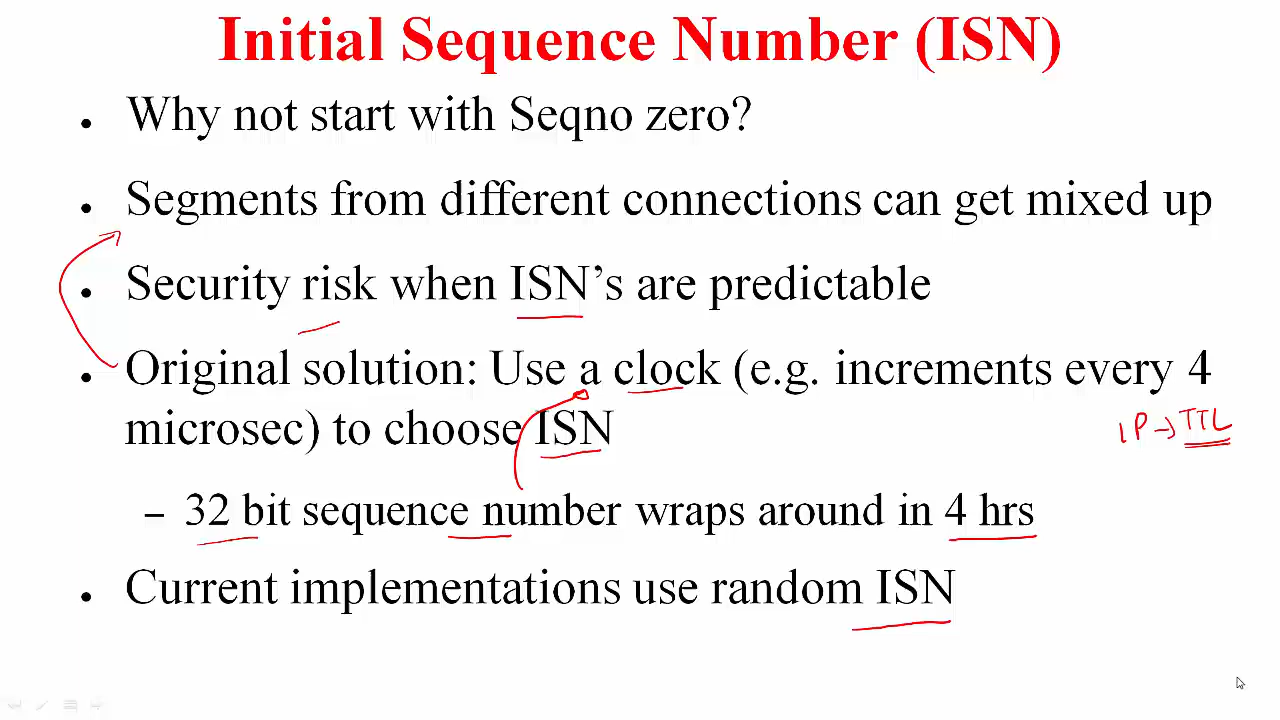 Initial Sequence Number (ISN)
• Why not start with Seqno zero?
• Segments from different connections can get mixed up
• Security risk when ISN’s are predictable
• Original solution: Use a clock (e.g. increments every 4
microsec) to choose ISN
IP → TTL
– 32 bit sequence number wraps around in 4 hrs
• Current implementations use random ISN